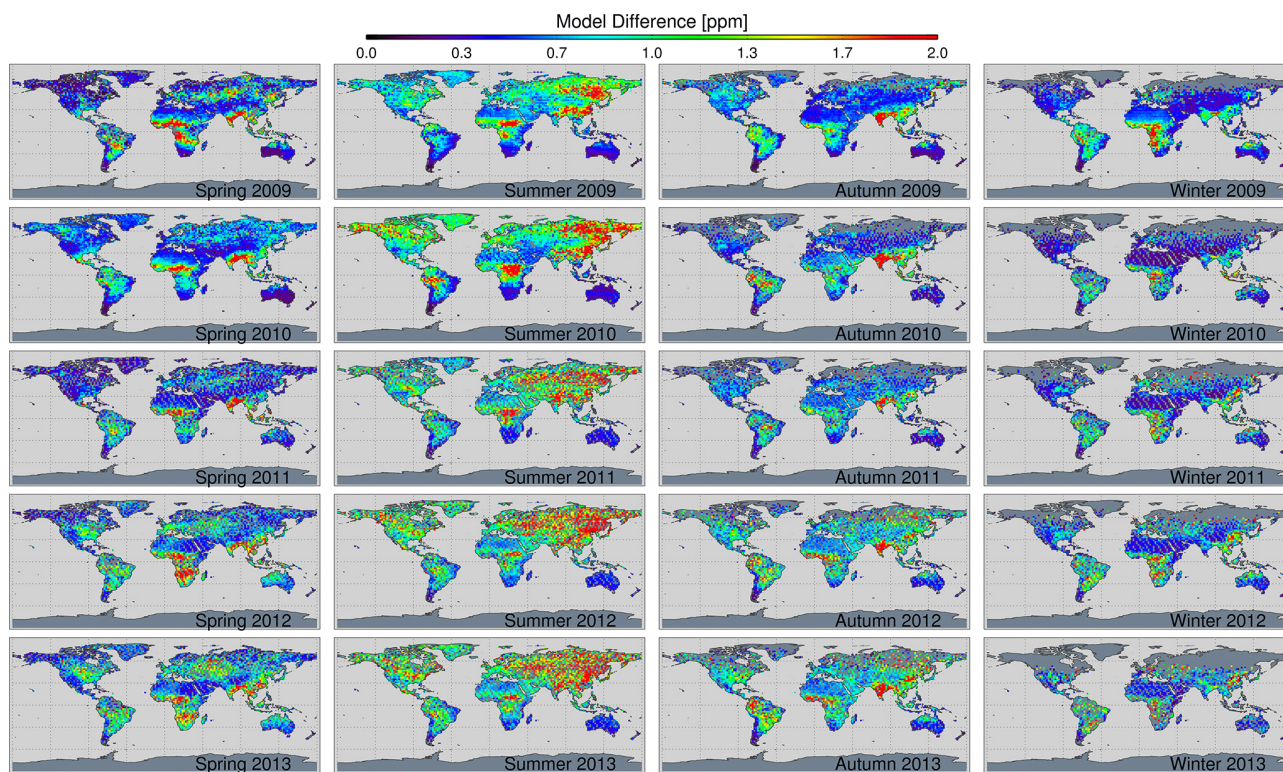 Model Difference [ppm]
0.0 0.3 0.7 1.0 1.3 1.7 2.0
Spring 2009 Summer 2009 Autumn 2009 Winter 2009
Spring 2010 Summer 2010 Autumn 2010 Winter 2010
Spring 2011 Summer 2011 Autumn 2011 Winter 2011
Spring 2012 Summer 2012 Autumn 2012 Winter 2012
Spring 2013 Summer 2013 Autumn 2013 Winter 2013